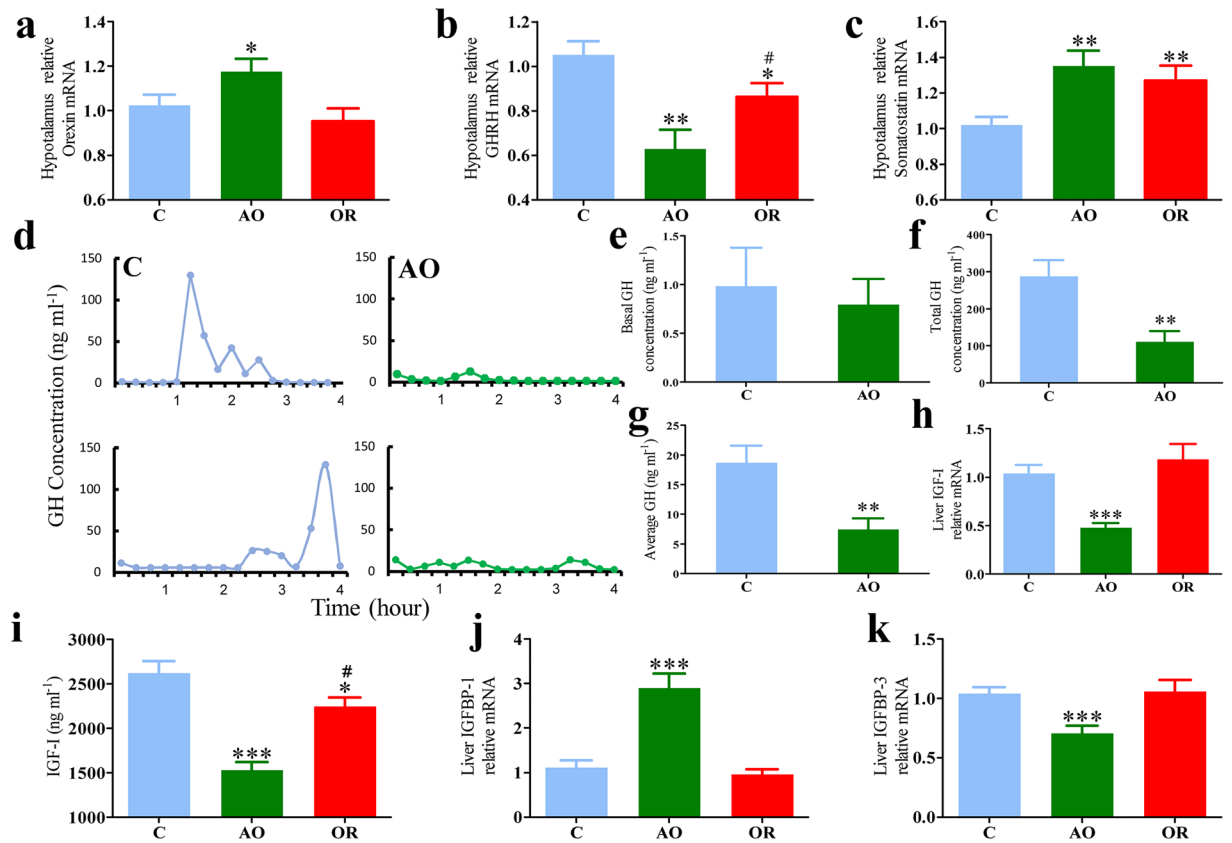 a
Hypotalamus relative
Orexin mRNA
1.4
1.2
1.0
0.8
0.6
*
C AO OR
b
Hypotalamus relative
GHRH mRNA
1.2
1.0
0.8
0.6
0.4
**
#
*
C AO OR
c
Hypotalamus relative
Somatostatin mRNA
1.6
1.4
1.2
1.0
0.8
0.6
** **
C AO OR
d
GH Concentration (ng ml-1)
C
150
100
50
0
1 2 3 4
AO
150
100
50
0
1 2 3 4
150
100
50
0
1 2 3 4
150
100
50
0
1 2 3 4
Time (hour)
e
Basal GH
concentration (ng ml-1)
1.5
1.0
0.5
0.0
C AO
f
Total GH
concentration (ng ml-1)
400
300
200
100
0
**
C AO
g
Average GH (ng ml-1)
25
20
15
10
5
0
**
C AO
h
Liver IGF-I
relative mRNA
1.5
1.0
0.5
0.0
***
C AO OR
i
IGF-I (ng ml-1)
3000
2500
2000
1500
1000
***
#
*
C AO OR
j
Liver IGFBP-1
relative mRNA
4
3
2
1
0
***
C AO OR
k
Liver IGFBP-3
relative mRNA
1.5
1.0
0.5
0.0
***
C AO OR